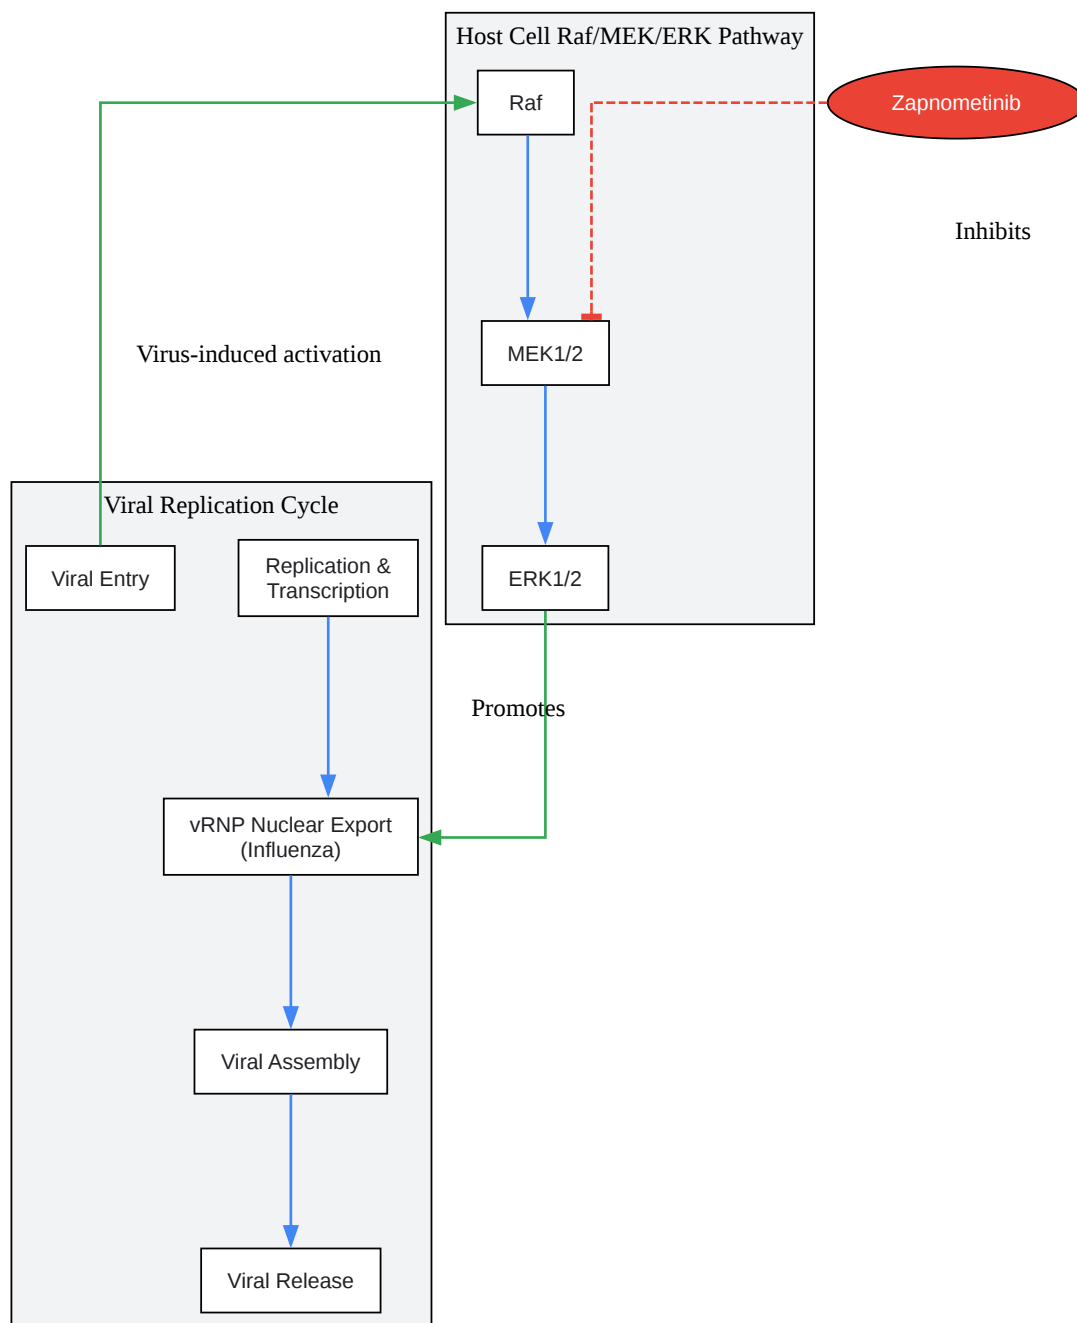 Host Cell Raf/MEK/ERK Pathway
Raf
Zapnometinib
Inhibits
MEK1/2
Virus-induced activation
Viral Replication Cycle
Viral Entry
Replication &
Transcription
ERK1/2
Promotes
vRNP Nuclear Export
(Influenza)
Viral Assembly
Viral Release